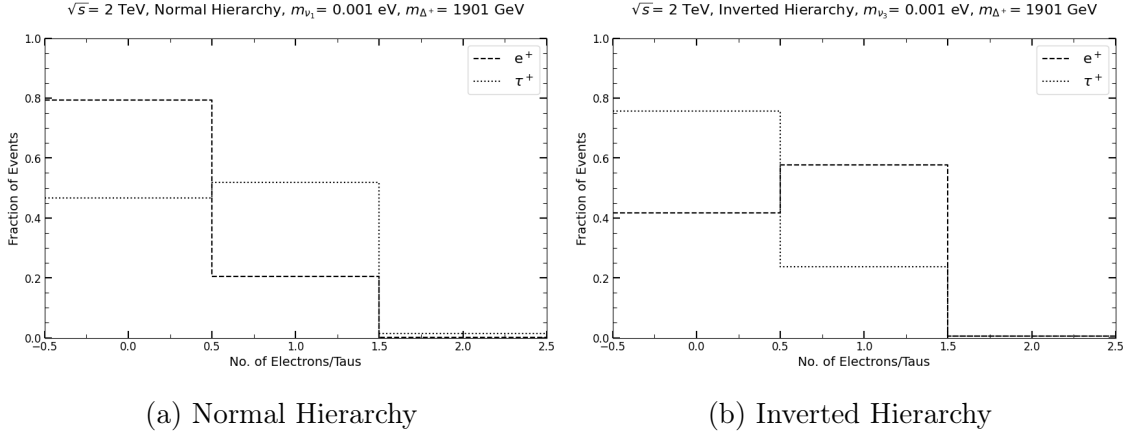 √s= 2 TeV, Normal Hierarchy, m_ν₁= 0.001 eV, m_Δ⁺= 1901 GeV
1.0
0.8
0.6
0.4
0.2
0.0
Fraction of Events
e⁺
τ⁺
−0.5 0.0 0.5 1.0 1.5 2.0 2.5
No. of Electrons/Taus
(a) Normal Hierarchy
√s= 2 TeV, Inverted Hierarchy, m_ν₃= 0.001 eV, m_Δ⁺= 1901 GeV
1.0
0.8
0.6
0.4
0.2
0.0
Fraction of Events
e⁺
τ⁺
−0.5 0.0 0.5 1.0 1.5 2.0 2.5
No. of Electrons/Taus
(b) Inverted Hierarchy